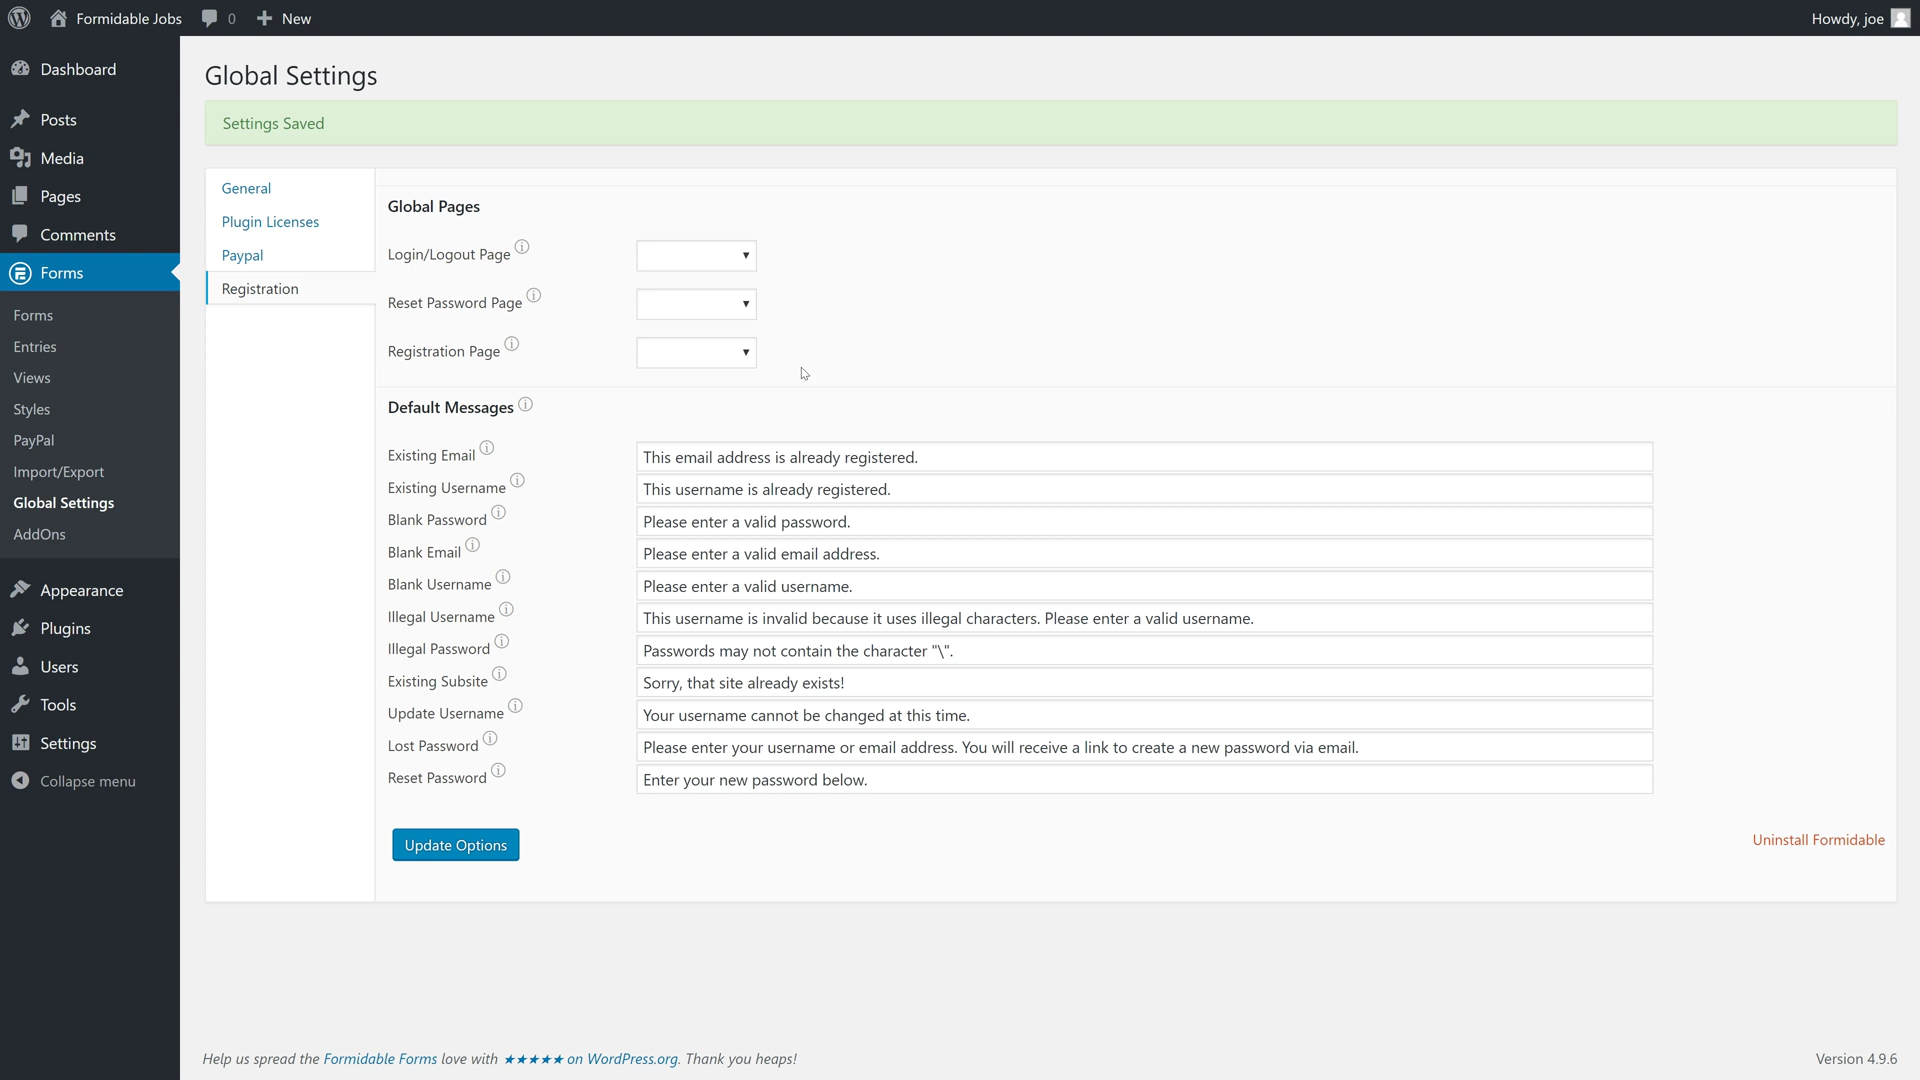 Formidable Jobs 0 New Howdy, joe
Dashboard
Posts
Media
Pages
Comments
Forms
Forms
Entries
Views
Styles
PayPal
Import/Export
Global Settings
AddOns
Appearance
Plugins
Users
Tools
Settings
Collapse menu
Global Settings
Settings Saved
General
Plugin Licenses
Paypal
Registration
Global Pages
Login/Logout Page
Reset Password Page
Registration Page
Default Messages
Existing Email This email address is already registered.
Existing Username This username is already registered.
Blank Password Please enter a valid password.
Blank Email Please enter a valid email address.
Blank Username Please enter a valid username.
Illegal Username This username is invalid because it uses illegal characters. Please enter a valid username.
Illegal Password Passwords may not contain the character "\".
Existing Subsite Sorry, that site already exists!
Update Username Your username cannot be changed at this time.
Lost Password Please enter your username or email address. You will receive a link to create a new password via email.
Reset Password Enter your new password below.
Update Options Uninstall Formidable
Help us spread the Formidable Forms love with ★★★★★ on WordPress.org. Thank you heaps! Version 4.9.6